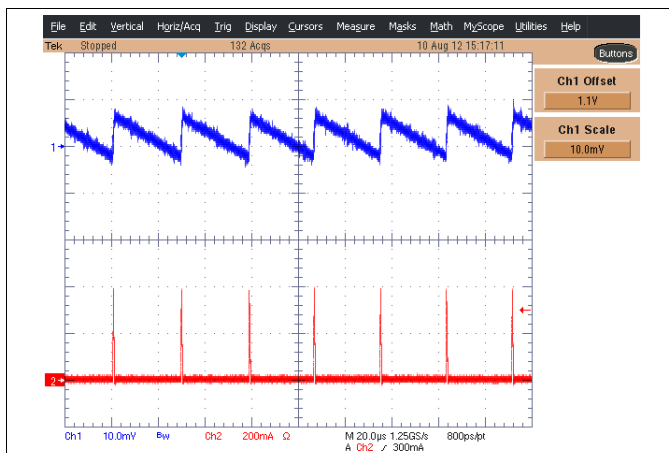 File Edit Vertical Horiz/Acq Trig Display Cursors Measure Masks Math MyScope Utilities Help
Tek Stopped 132 Acqs 10 Aug 12 15:17:11
Buttons
Ch1 Offset
1.1V
Ch1 Scale
10.0mV
1
2
Ch1 10.0mV Bw Ch2 200mA Ω M 20.0µs 1.25GS/s 800ps/pt
A Ch2 ∕ 300mA